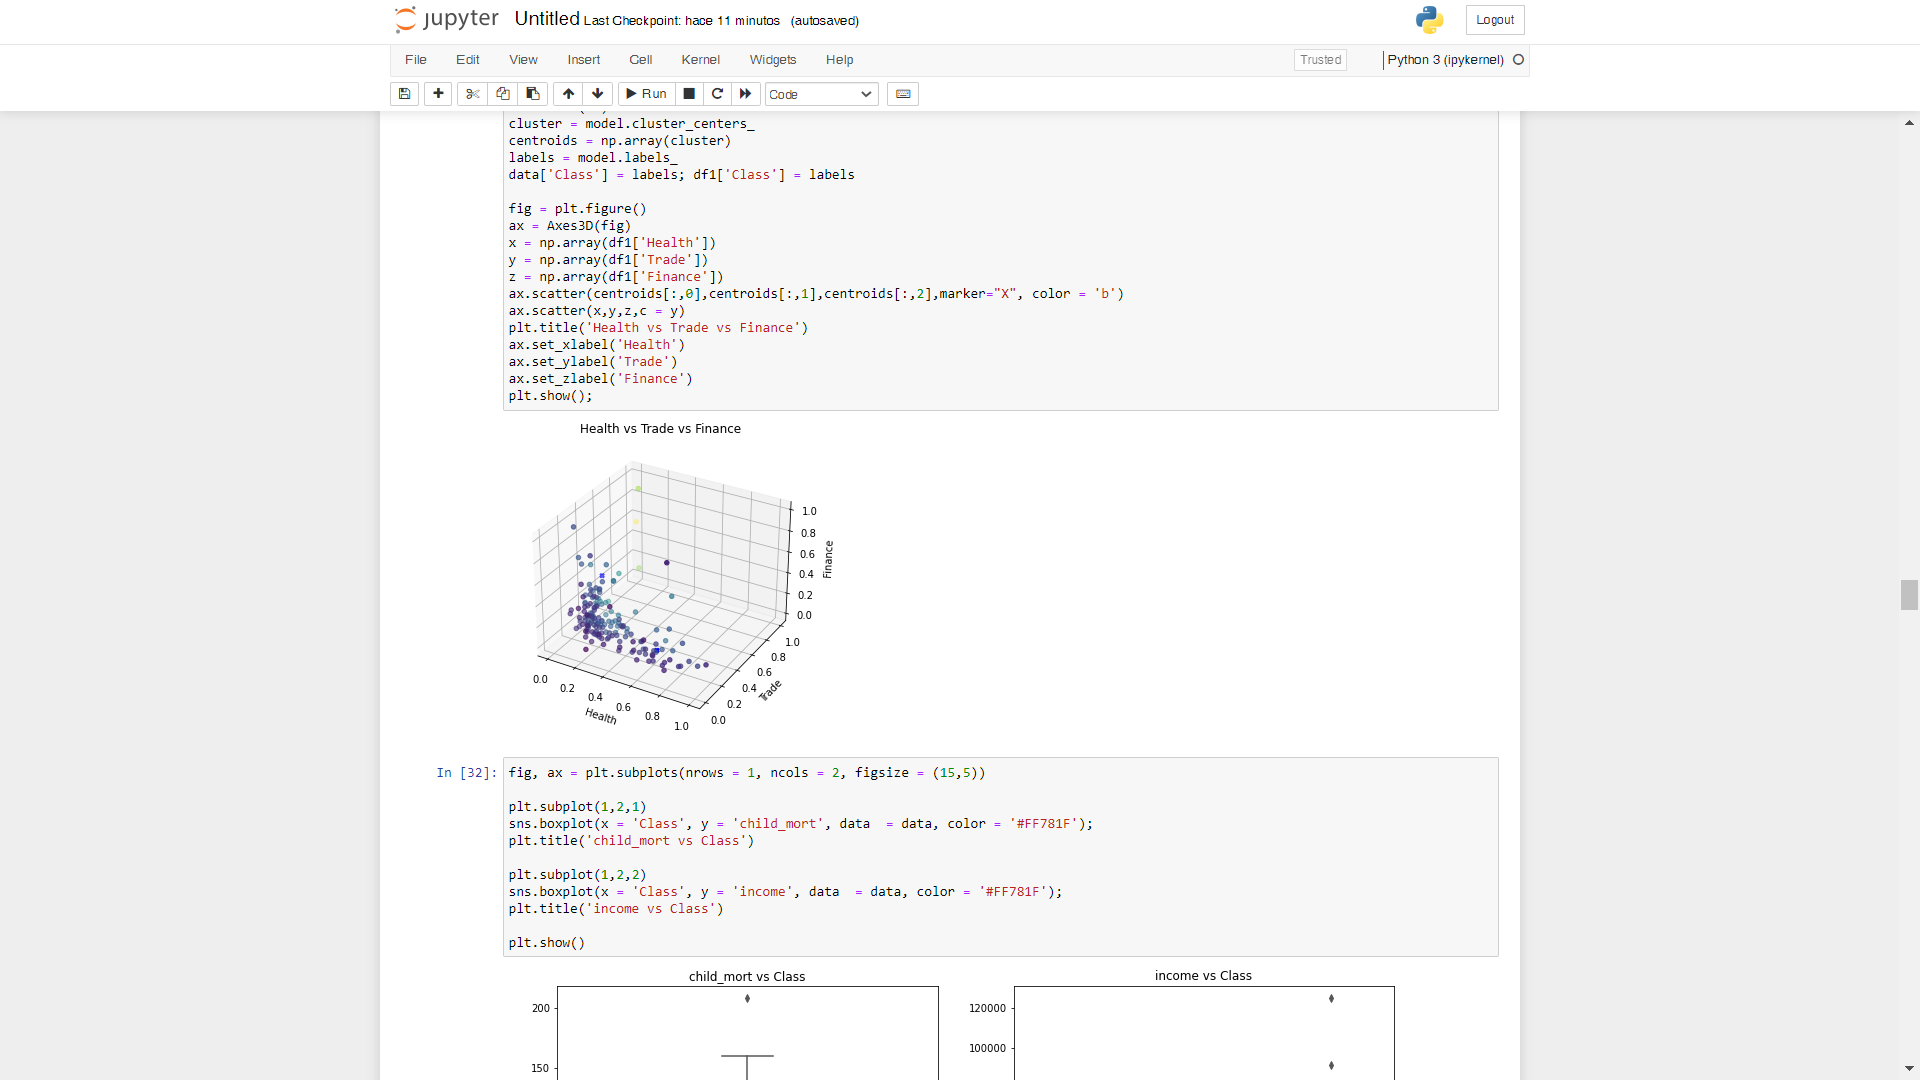 jupyter Untitled Last Checkpoint: hace 11 minutos (autosaved)
Logout
File Edit View Insert Cell Kernel Widgets Help
Trusted
Python 3 (ipykernel)
Run
Code
cluster = model.cluster_centers_
centroids = np.array(cluster)
labels = model.labels_
data['Class'] = labels; df1['Class'] = labels
fig = plt.figure()
ax = Axes3D(fig)
x = np.array(df1['Health'])
y = np.array(df1['Trade'])
z = np.array(df1['Finance'])
ax.scatter(centroids[:,0],centroids[:,1],centroids[:,2],marker="X", color = 'b')
ax.scatter(x,y,z,c = y)
plt.title('Health vs Trade vs Finance')
ax.set_xlabel('Health')
ax.set_ylabel('Trade')
ax.set_zlabel('Finance')
plt.show();
Health vs Trade vs Finance
1.0
0.8
0.6
0.4
0.2
0.0
Finance
1.0
0.8
0.6
0.4
0.2
0.0
Trade
0.0
0.2
0.4
0.6
0.8
1.0
Health
In [32]:
fig, ax = plt.subplots(nrows = 1, ncols = 2, figsize = (15,5))
plt.subplot(1,2,1)
sns.boxplot(x = 'Class', y = 'child_mort', data  = data, color = '#FF781F');
plt.title('child_mort vs Class')
plt.subplot(1,2,2)
sns.boxplot(x = 'Class', y = 'income', data  = data, color = '#FF781F');
plt.title('income vs Class')
plt.show()
child_mort vs Class
200
150
income vs Class
120000
100000